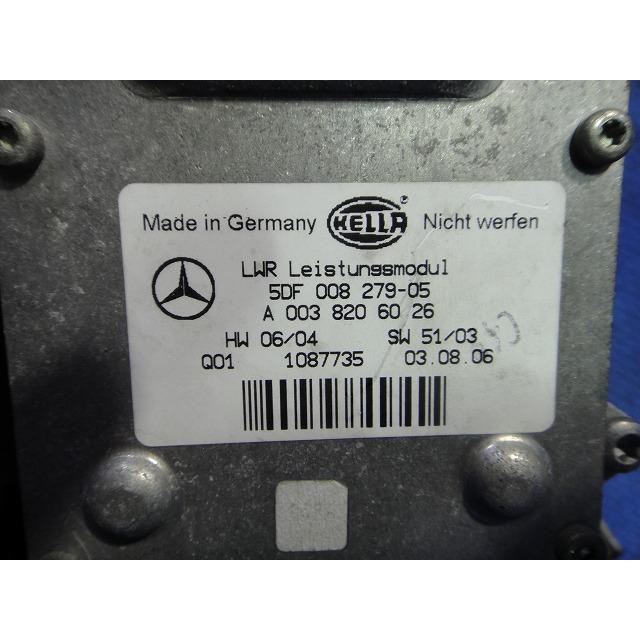 Made in Germany HELLA ® Nicht werfen
LWR Leistungsmodul
5DF 008 279-05
A 003 820 60 26
HW 06/04 SW 51/03
Q01 1087735 03.08.06